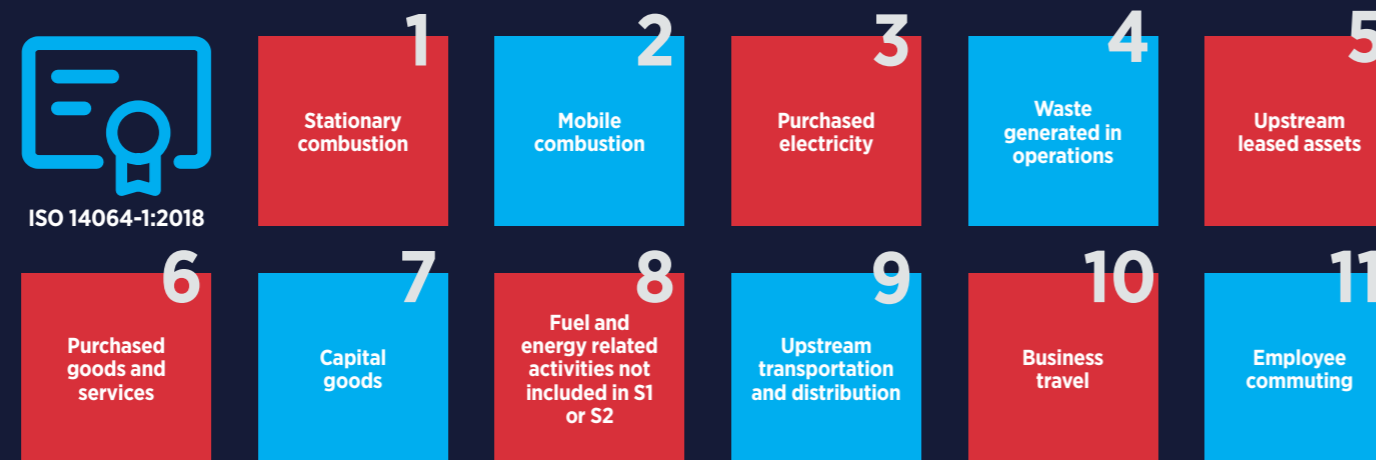 1
Stationary
combustion
2
Mobile
combustion
3
Purchased
electricity
4
Waste
generated in
operations
5
Upstream
leased assets
ISO 14064-1:2018
6
Purchased
goods and
services
7
Capital
goods
8
Fuel and
energy related
activities not
included in S1
or S2
9
Upstream
transportation
and distribution
10
Business
travel
11
Employee
commuting